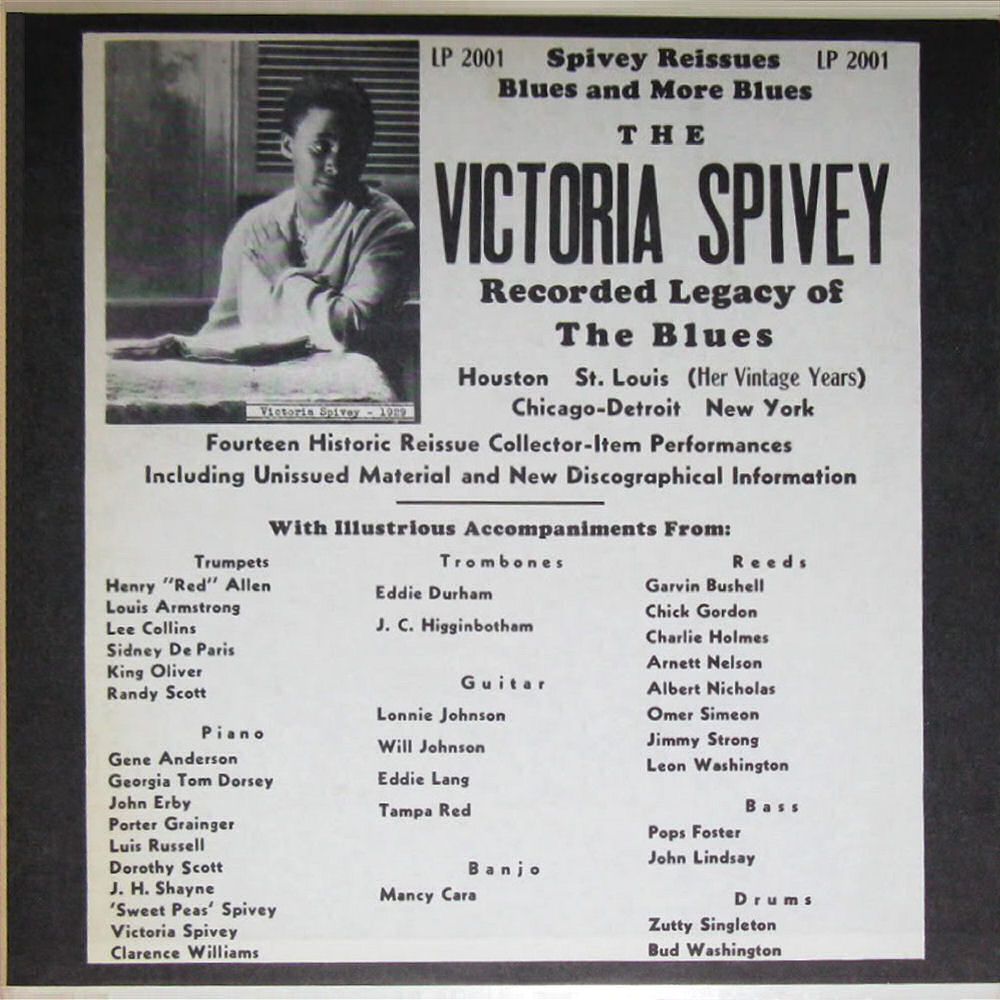 LP 2001 Spivey Reissues LP 2001
Blues and More Blues
THE
VICTORIA SPIVEY
Recorded Legacy of
The Blues
Houston St. Louis (Her Vintage Years)
Chicago-Detroit New York
Victoria Spivey - 1929
Fourteen Historic Reissue Collector-Item Performances
Including Unissued Material and New Discographical Information
With Illustrious Accompaniments From:
Trumpets
Henry "Red" Allen
Louis Armstrong
Lee Collins
Sidney De Paris
King Oliver
Randy Scott
Piano
Gene Anderson
Georgia Tom Dorsey
John Erby
Porter Grainger
Luis Russell
Dorothy Scott
J. H. Shayne
'Sweet Peas' Spivey
Victoria Spivey
Clarence Williams
Trombones
Eddie Durham
J. C. Higginbotham
Guitar
Lonnie Johnson
Will Johnson
Eddie Lang
Tampa Red
Banjo
Mancy Cara
Reeds
Garvin Bushell
Chick Gordon
Charlie Holmes
Arnett Nelson
Albert Nicholas
Omer Simeon
Jimmy Strong
Leon Washington
Bass
Pops Foster
John Lindsay
Drums
Zutty Singleton
Bud Washington